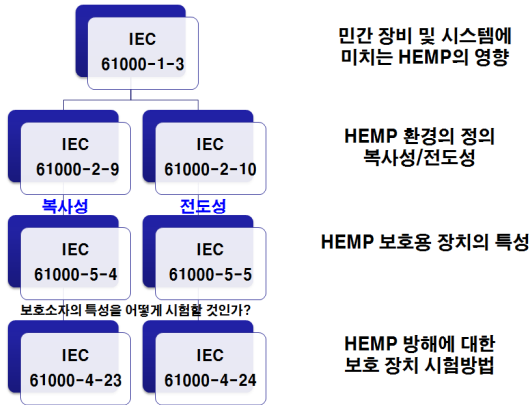 IEC
61000-1-3
민간 장비 및 시스템에
미치는 HEMP의 영향
IEC
61000-2-9
IEC
61000-2-10
HEMP 환경의 정의
복사성/전도성
복사성
전도성
IEC
61000-5-4
IEC
61000-5-5
HEMP 보호용 장치의 특성
보호소자의 특성을 어떻게 시험할 것인가?
IEC
61000-4-23
IEC
61000-4-24
HEMP 방해에 대한
보호 장치 시험방법